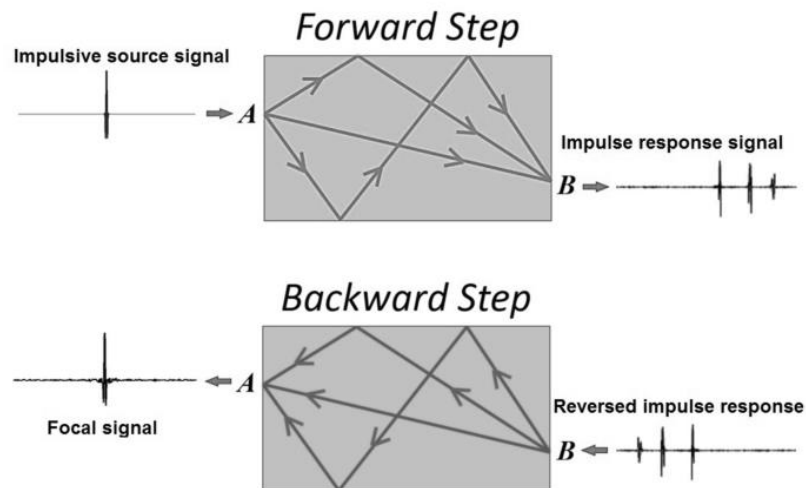 Forward Step
Impulsive source signal
A
Impulse response signal
B
Backward Step
A
Focal signal
Reversed impulse response
B